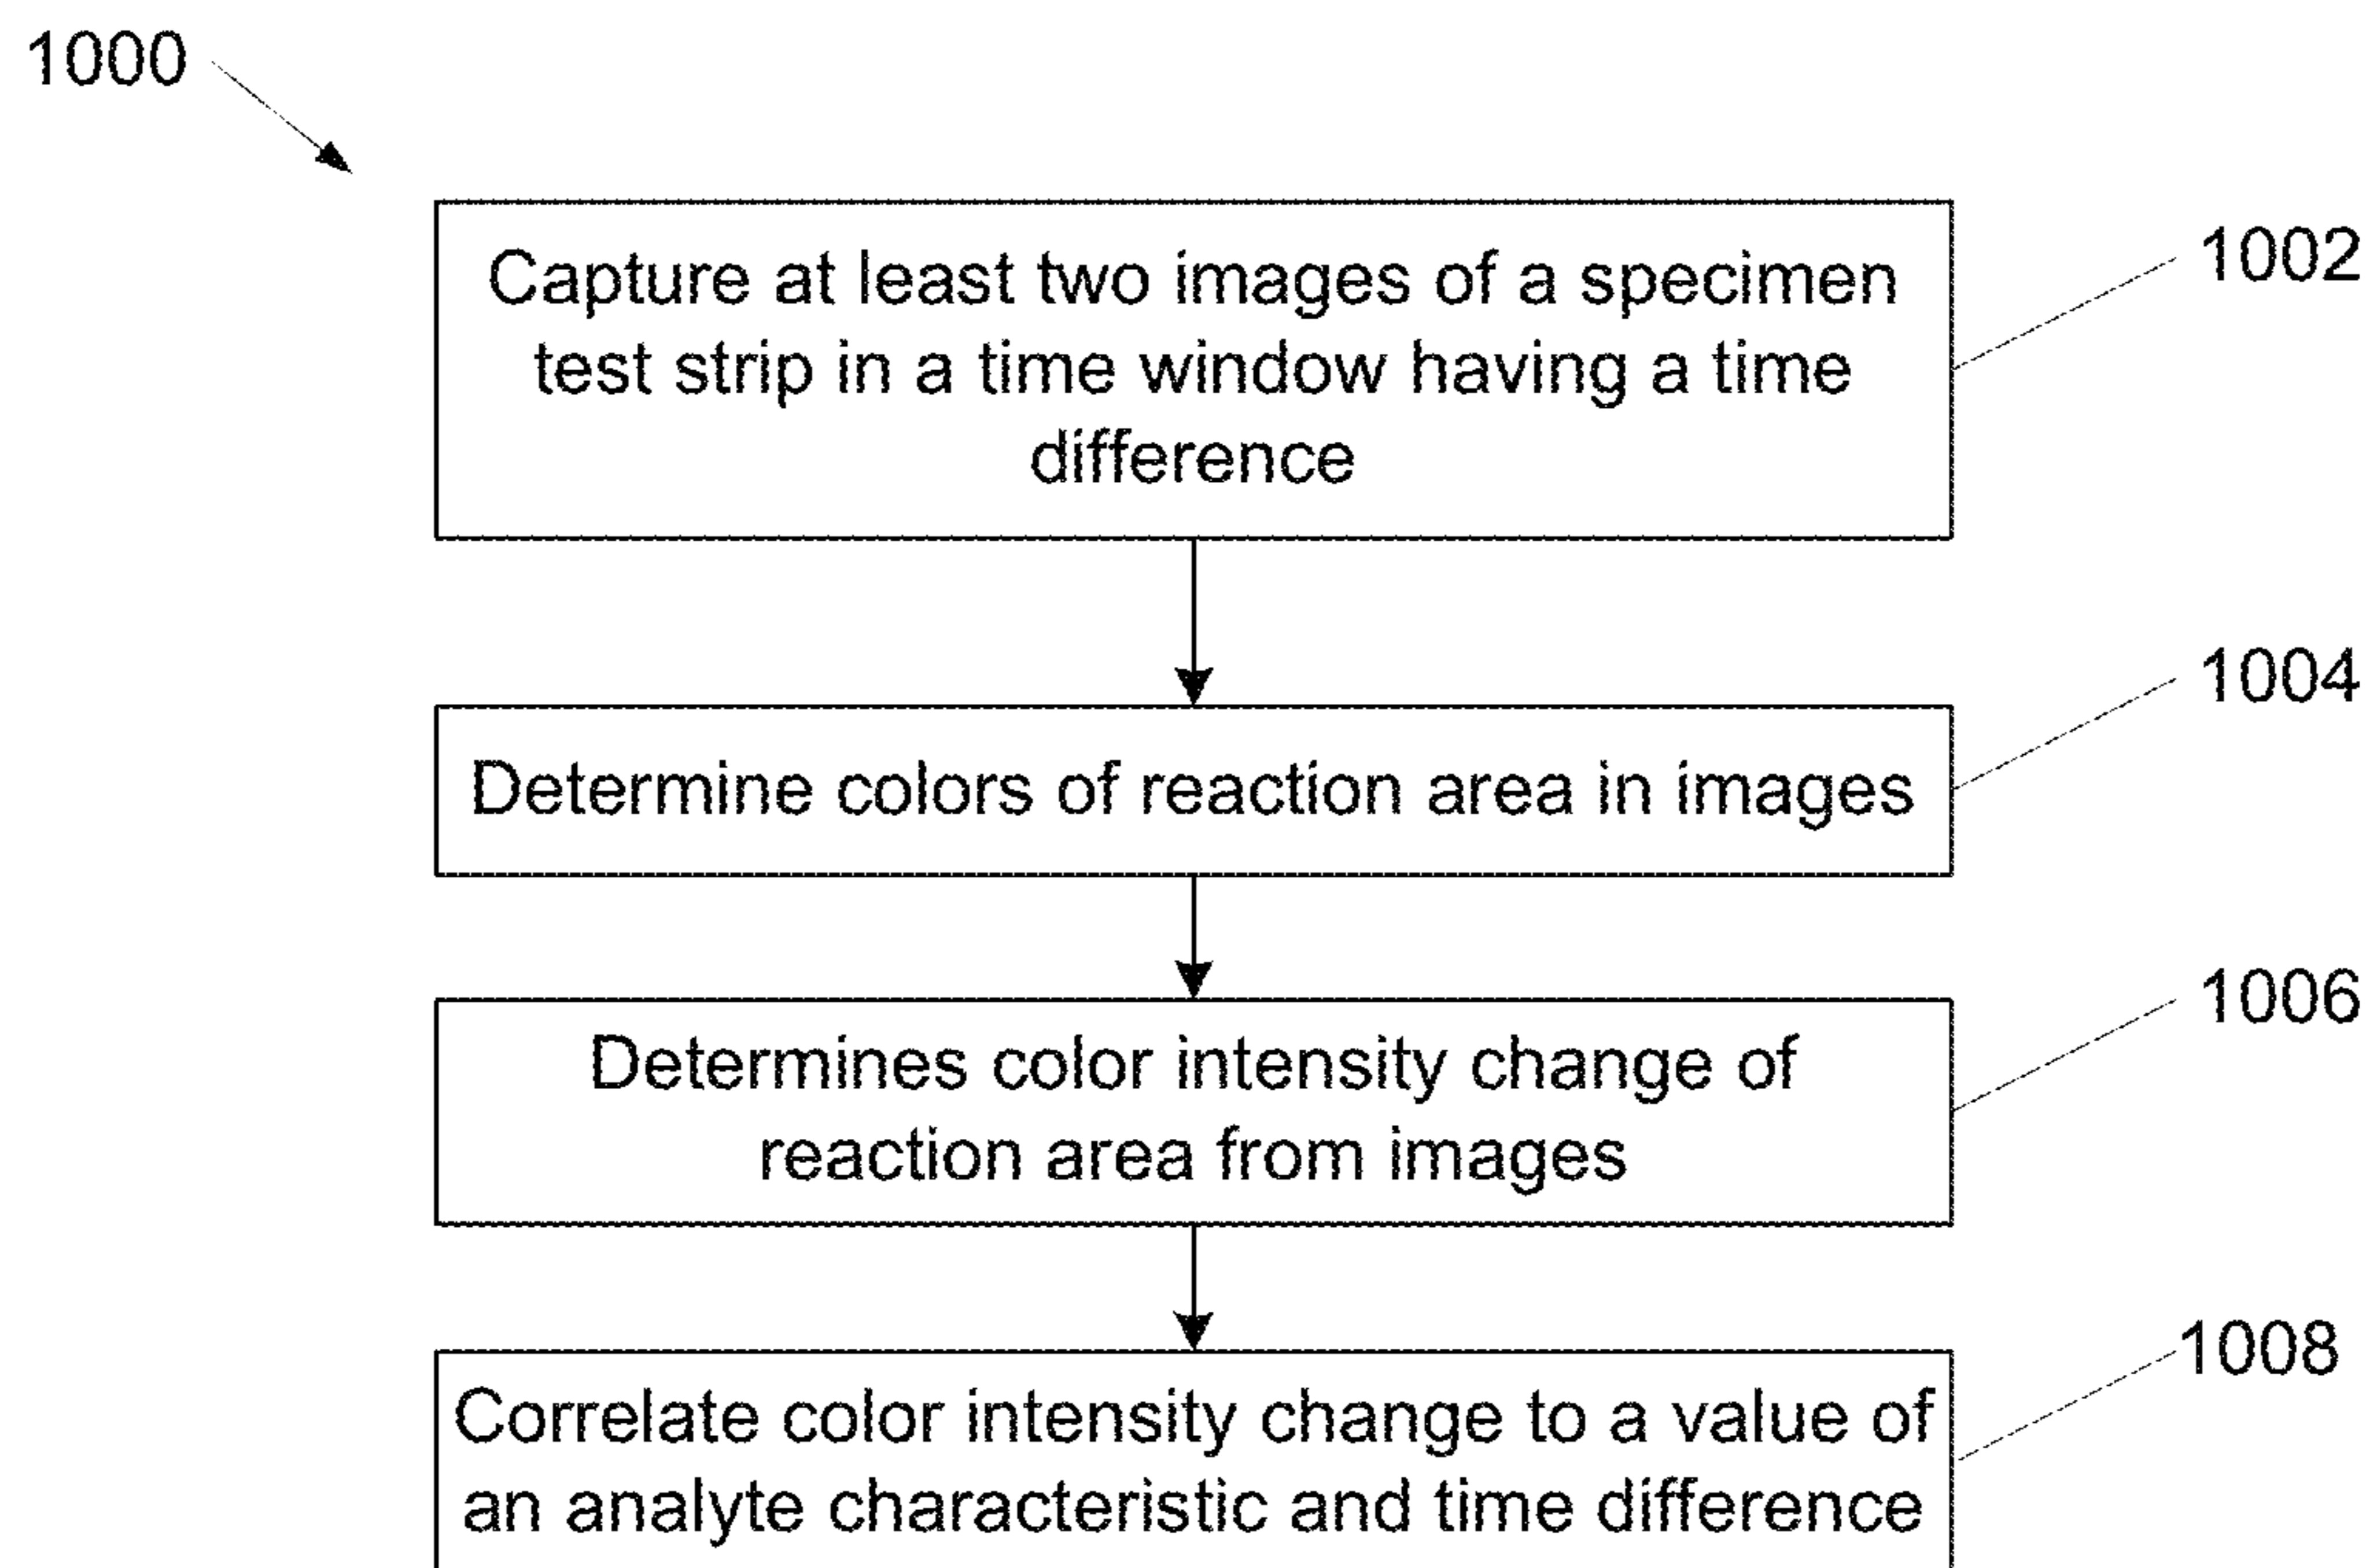 1000
Capture at least two images of a specimen
test strip in a time window having a time
difference
1002
Determine colors of reaction area in images
1004
Determines color intensity change of
reaction area from images
1006
Correlate color intensity change to a value of
an analyte characteristic and time difference
1008